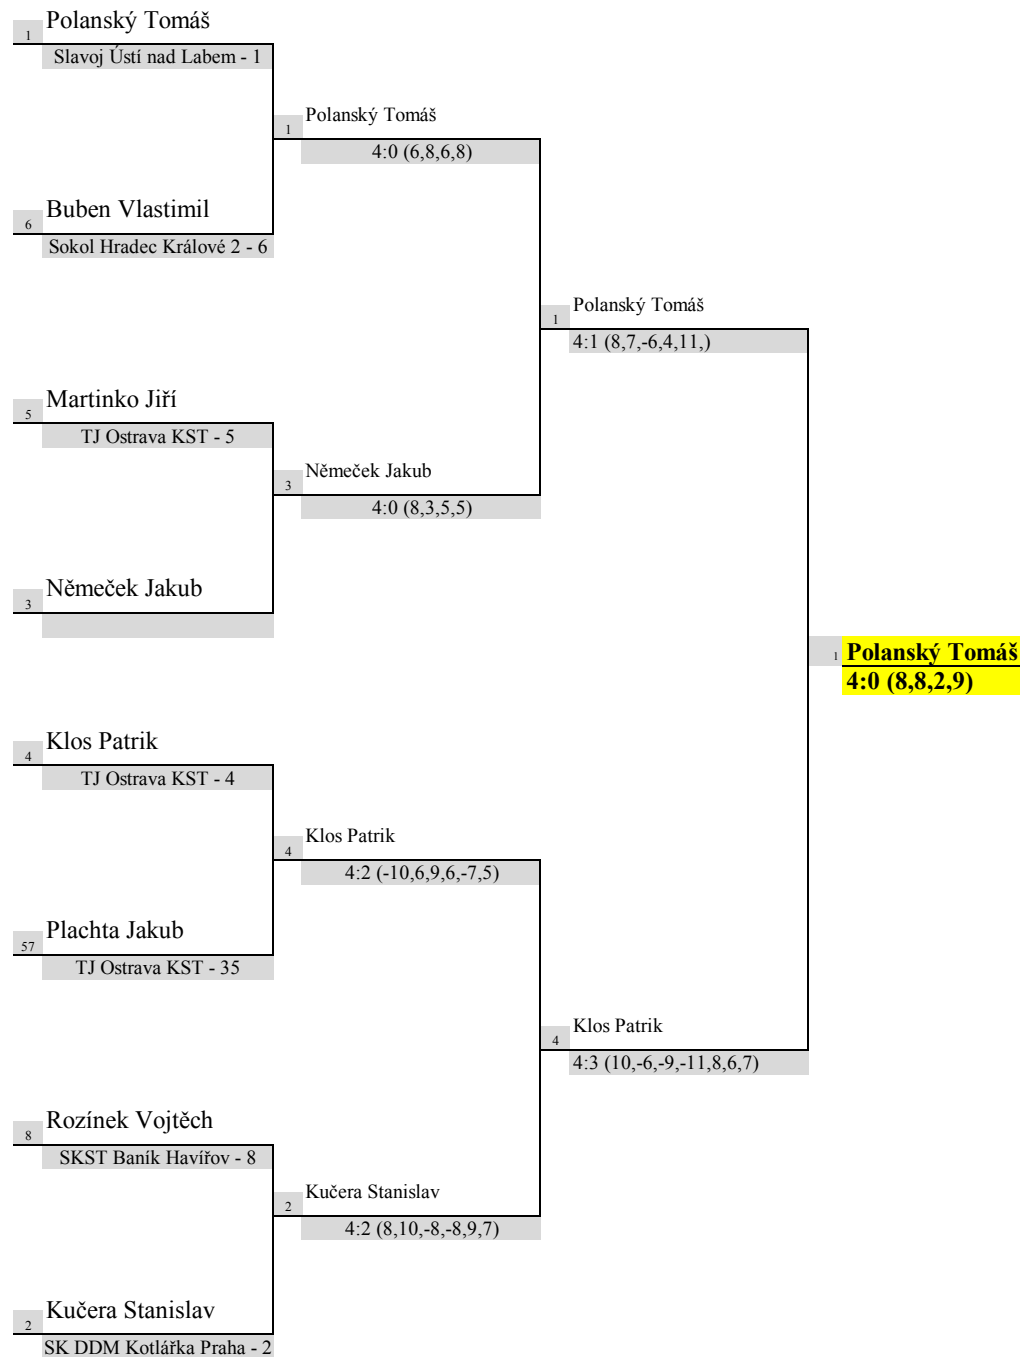 Polanský Tomáš
1
Slavoj Ústí nad Labem - 1
Polanský Tomáš
1
4:0 (6,8,6,8)
Buben Vlastimil
6
Sokol Hradec Králové 2 - 6
Polanský Tomáš
1
4:1 (8,7,-6,4,11,)
Martinko Jiří
5
TJ Ostrava KST - 5
Němeček Jakub
3
4:0 (8,3,5,5)
Němeček Jakub
3
1 Polanský Tomáš
4:0 (8,8,2,9)
Klos Patrik
4
TJ Ostrava KST - 4
Klos Patrik
4
4:2 (-10,6,9,6,-7,5)
Plachta Jakub
57
TJ Ostrava KST - 35
Klos Patrik
4
4:3 (10,-6,-9,-11,8,6,7)
Rozínek Vojtěch
8
SKST Baník Havířov - 8
Kučera Stanislav
2
4:2 (8,10,-8,-8,9,7)
Kučera Stanislav
2
SK DDM Kotlářka Praha - 2